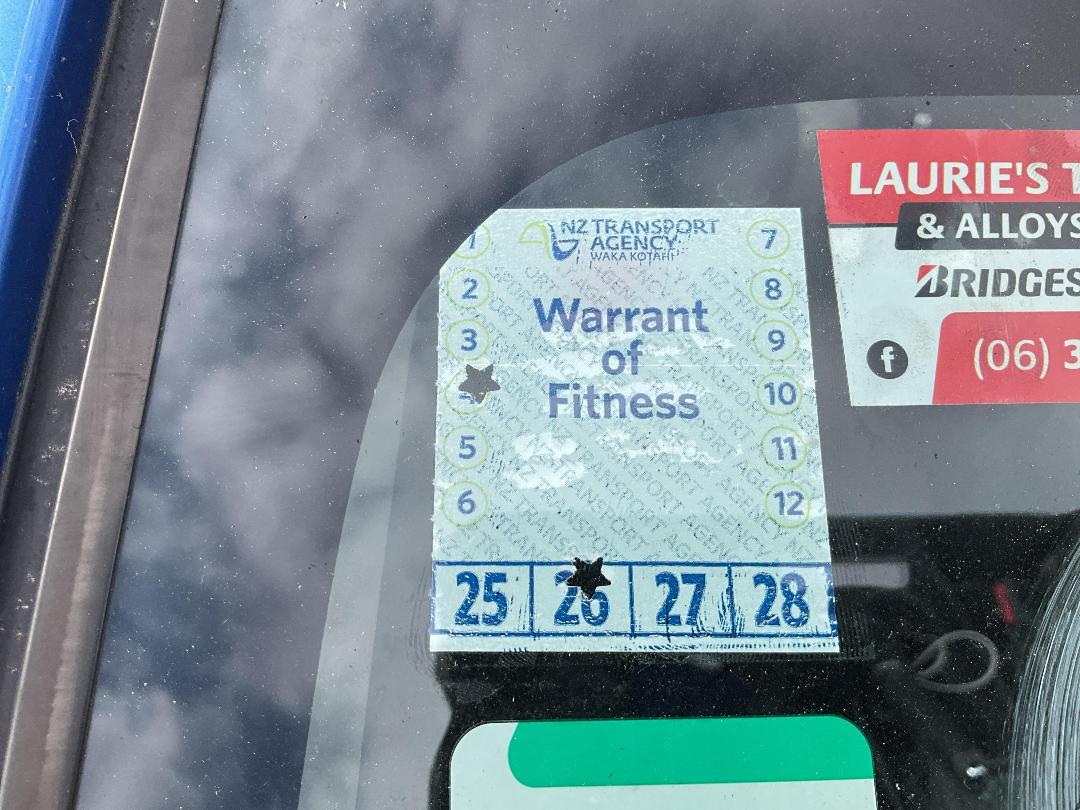 NZ TRANSPORT
AGENCY
WAKA KOTAHI
Warrant
of
Fitness
1
2
3
4
5
6
7
8
9
10
11
12
25 26 27 28
LAURIE'S T
& ALLOYS
BRIDGES
(06) 3